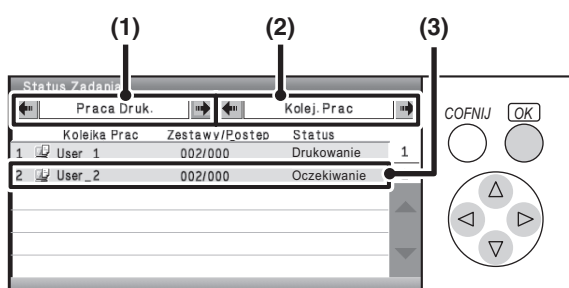 (1) (2) (3)
Status Zadania
Praca Druk. Kolej. Prac
COFNIJ OK
Kolejka Prac Zestawy/Postęp Status
1 User_1 002/000 Drukowanie 1
2 User_2 002/000 Oczekiwanie